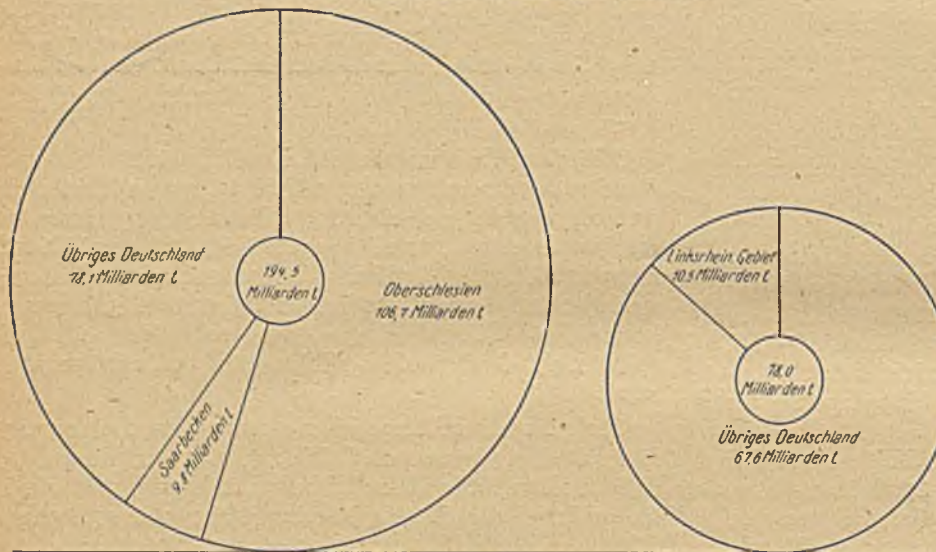 Übriges Deutschland
78,1 Milliarden t
194,5
Milliarden t
Oberschlesien
106,7 Milliarden t
Saarbecken
9,8 Milliarden t
Linksrhein. Gebiet
10,5 Milliarden t
78,0
Milliarden t
Übriges Deutschland
67,6 Milliarden t